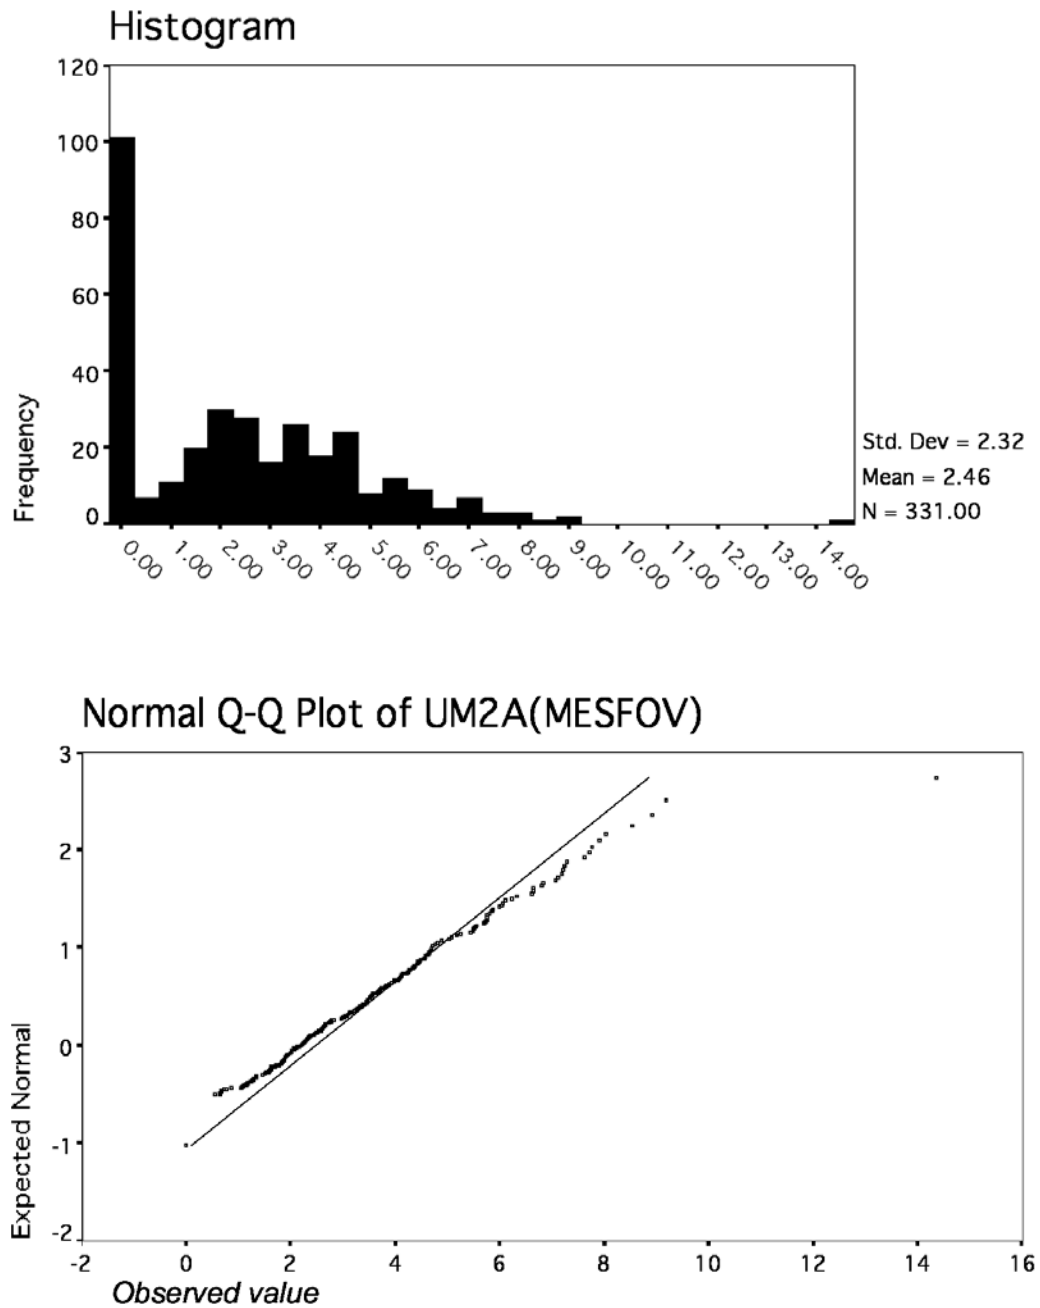 Histogram
120
100
80
60
40
20
0
Frequency
0.00 1.00 2.00 3.00 4.00 5.00 6.00 7.00 8.00 9.00 10.00 11.00 12.00 13.00 14.00
Std. Dev = 2.32
Mean = 2.46
N = 331.00
Normal Q-Q Plot of UM2A(MESFOV)
3
2
1
0
-1
-2
Expected Normal
-2 0 2 4 6 8 10 12 14 16
Observed value